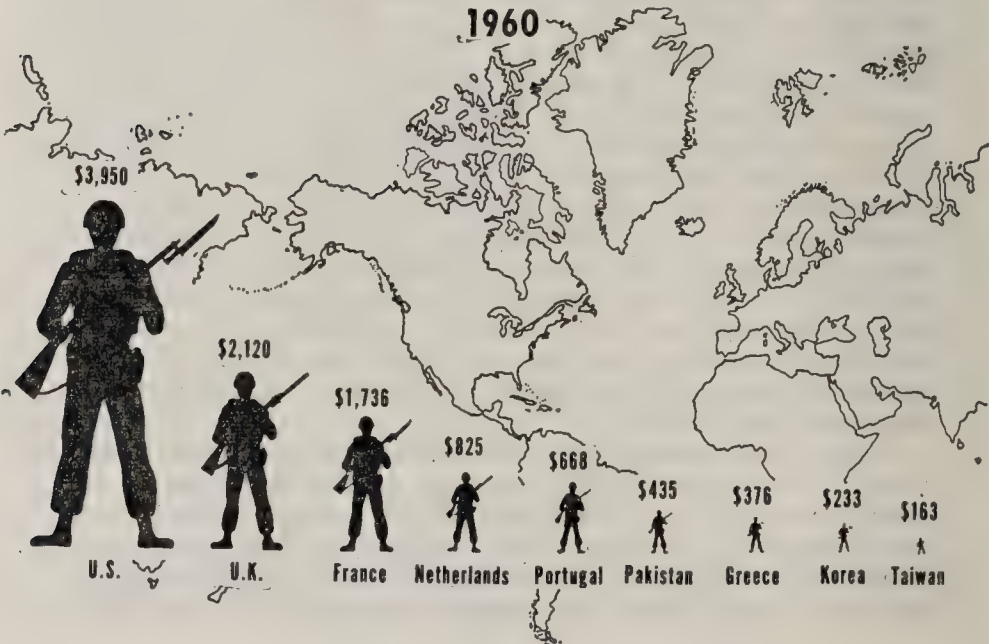 1960
$3,950
$2,120
$1,736
$825
$668
$435
$376
$233
$163
U.S.
U.K.
France
Netherlands
Portugal
Pakistan
Greece
Korea
Taiwan